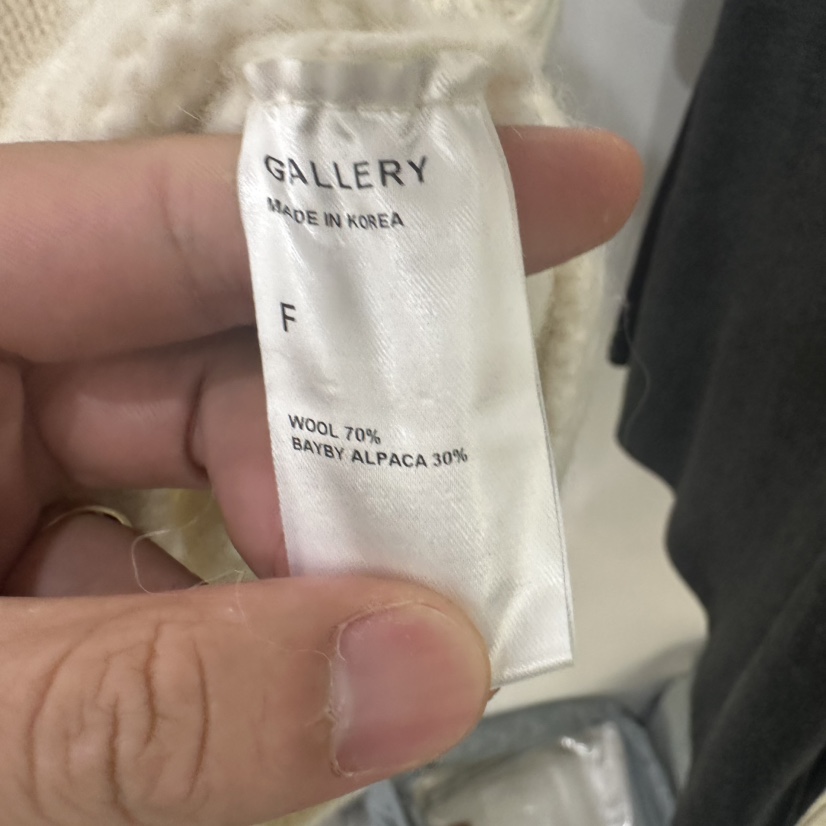 GALLERY
MADE IN KOREA
F
WOOL 70%
BAYBY ALPACA 30%